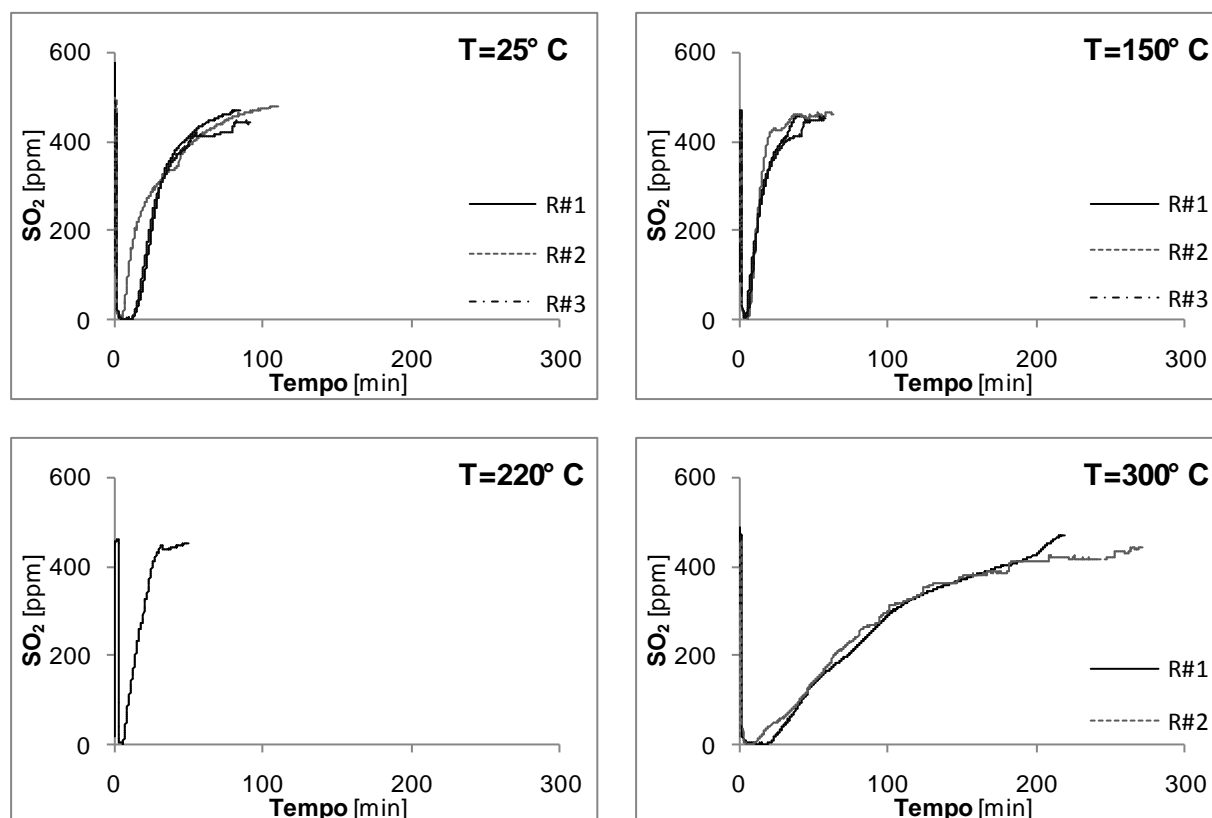 T=25° C
600
400
200
0
SO₂ [ppm]
R#1
R#2
R#3
0 100 200 300
Tempo [min]
T=150° C
600
400
200
0
SO₂ [ppm]
R#1
R#2
R#3
0 100 200 300
Tempo [min]
T=220° C
600
400
200
0
SO₂ [ppm]
0 100 200 300
Tempo [min]
T=300° C
600
400
200
0
SO₂ [ppm]
R#1
R#2
0 100 200 300
Tempo [min]